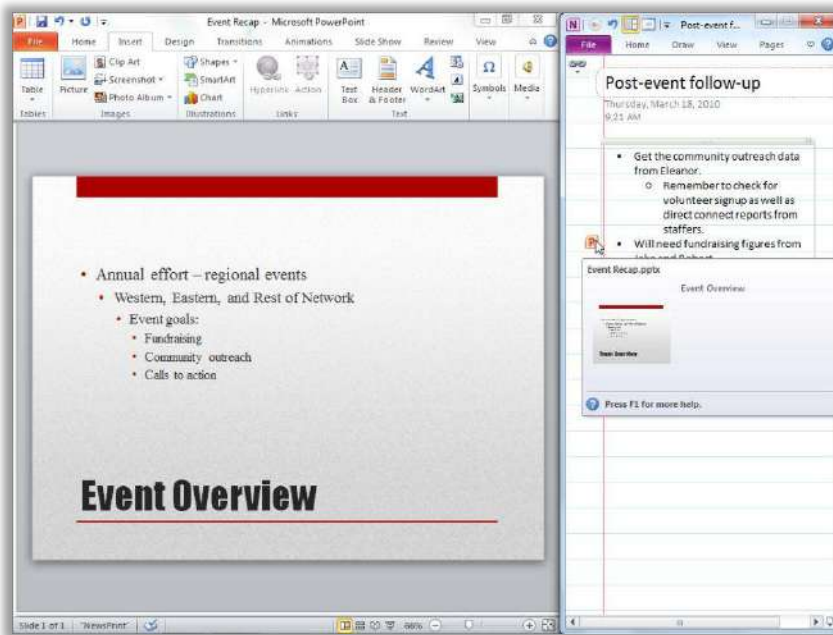 Event Recap - Microsoft PowerPoint
File Home Insert Design Transitions Animations Slide Show Review View
Table
Picture
Clip Art
Screenshot
Photo Album
Shapes
SmartArt
Chart
Hyperlink Action
Text Box
Header & Footer
WordArt
Symbols
Media
Tables Images Illustrations Links Text
Annual effort – regional events
Western, Eastern, and Rest of Network
Event goals:
Fundraising
Community outreach
Calls to action
Event Overview
Slide 1 of 1 "NewsPrint" 66%
Post-event f...
File Home Draw View Pages
Post-event follow-up
Thursday, March 18, 2010
9:21 AM
Get the community outreach data
from Eleanor.
Remember to check for
volunteer signup as well as
direct connect reports from
staffers.
Will need fundraising figures from
Event Recap.pptx
Event Overview
Event Overview
Press F1 for more help.